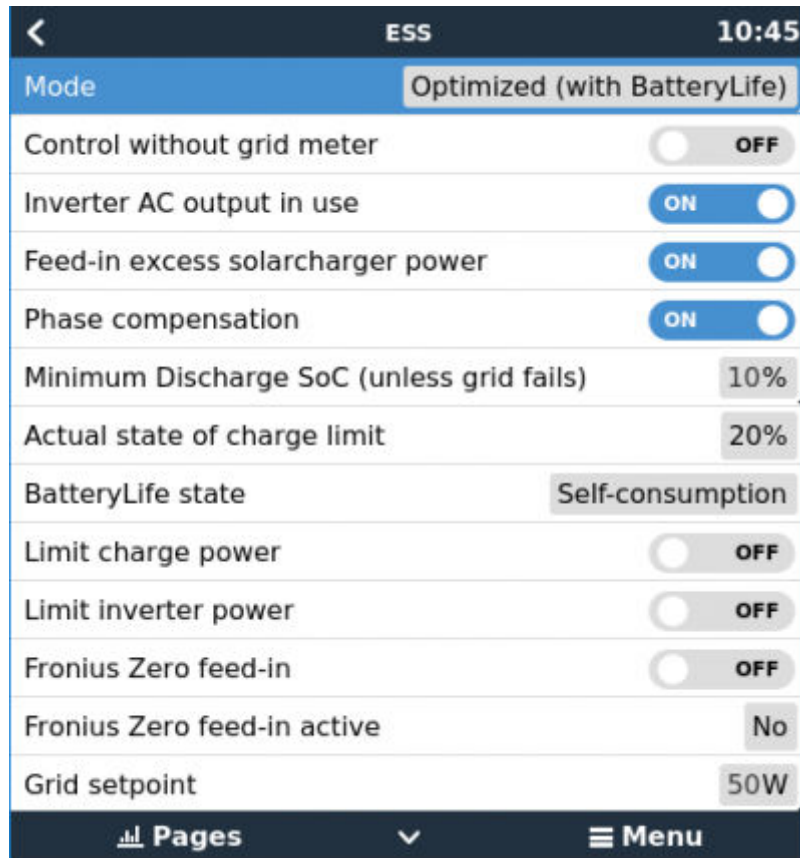 ESS 10:45
Mode Optimized (with BatteryLife)
Control without grid meter OFF
Inverter AC output in use ON
Feed-in excess solarcharger power ON
Phase compensation ON
Minimum Discharge SoC (unless grid fails) 10%
Actual state of charge limit 20%
BatteryLife state Self-consumption
Limit charge power OFF
Limit inverter power OFF
Fronius Zero feed-in OFF
Fronius Zero feed-in active No
Grid setpoint 50W
Pages Menu